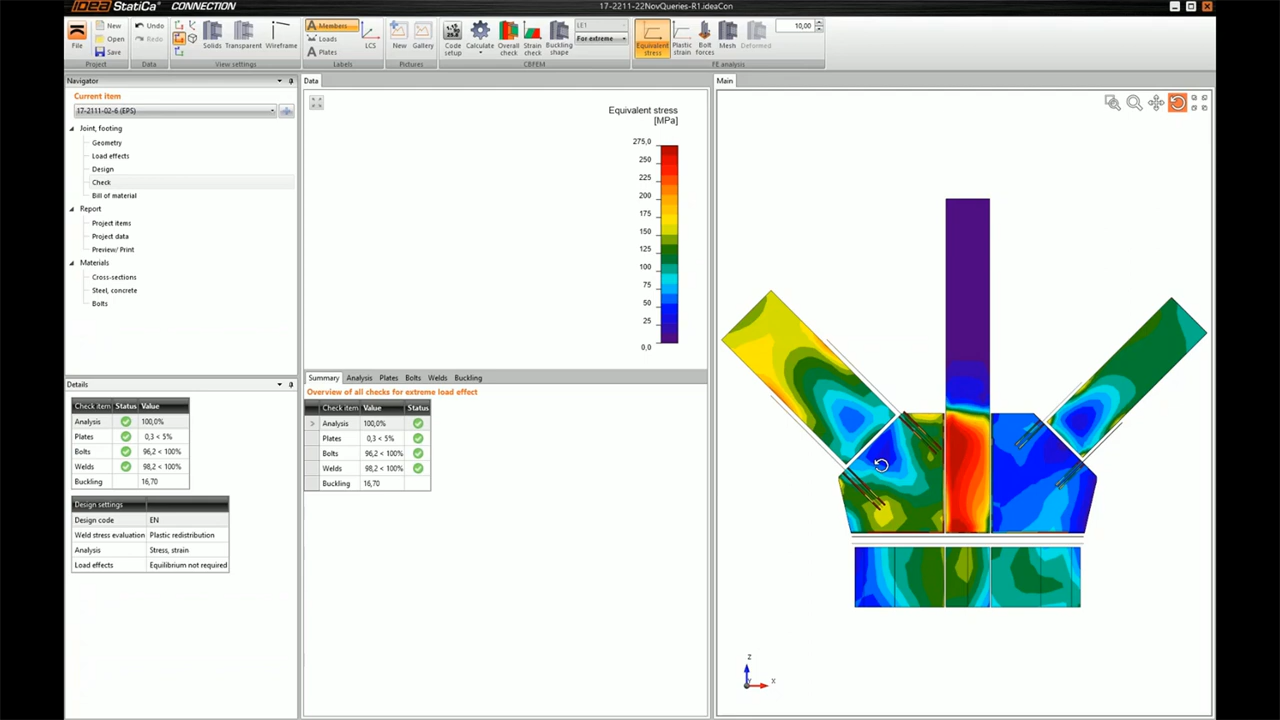 IDEA StatiCa® CONNECTION
17-2211-22NovQueries-R1.ideaCon
File
New
Open
Save
Project
Undo
Redo
Data
Solids
Transparent
Wireframe
View settings
Members
Loads
Plates
LCS
Labels
New
Gallery
Pictures
Code setup
Calculate
Overall check
Strain check
Buckling shape
LE1
For extreme
CBFEM
Equivalent stress
Plastic strain
Bolt forces
Mesh
Deformed
10,00
FE analysis
Navigator
Current item
17-2111-02-6 (EPS)
Joint, footing
Geometry
Load effects
Design
Check
Bill of material
Report
Project items
Project data
Preview/ Print
Materials
Cross-sections
Steel, concrete
Bolts
Details
Check item Status Value
Analysis 100,0%
Plates 0,3 < 5%
Bolts 96,2 < 100%
Welds 98,2 < 100%
Buckling 16,70
Design settings
Design code EN
Weld stress evaluation Plastic redistribution
Analysis Stress, strain
Load effects Equilibrium not required
Data
Equivalent stress
[MPa]
275,0
250
225
200
175
150
125
100
75
50
25
0,0
Summary Analysis Plates Bolts Welds Buckling
Overview of all checks for extreme load effect
Check item Value Status
> Analysis 100,0%
Plates 0,3 < 5%
Bolts 96,2 < 100%
Welds 98,2 < 100%
Buckling 16,70
Main
z
y
x